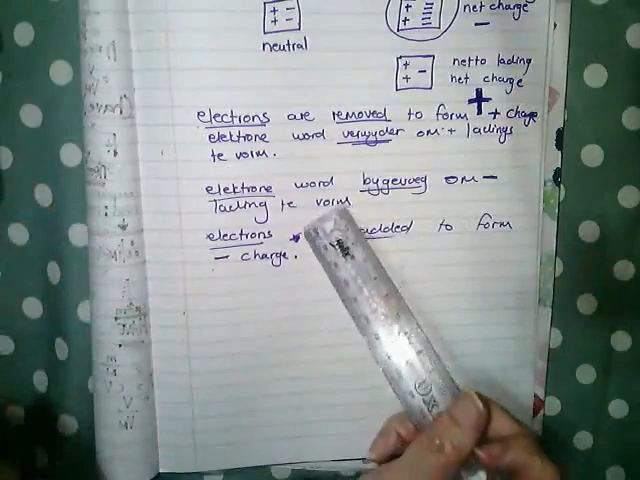 net charge
−
neutral
netto lading
net charge
electrons are removed to form + + charge
elektrone word verwyder om + ladings
te vorm.
elektrone word bygevoeg om −
lading te vorm
electrons added to form
− charge.